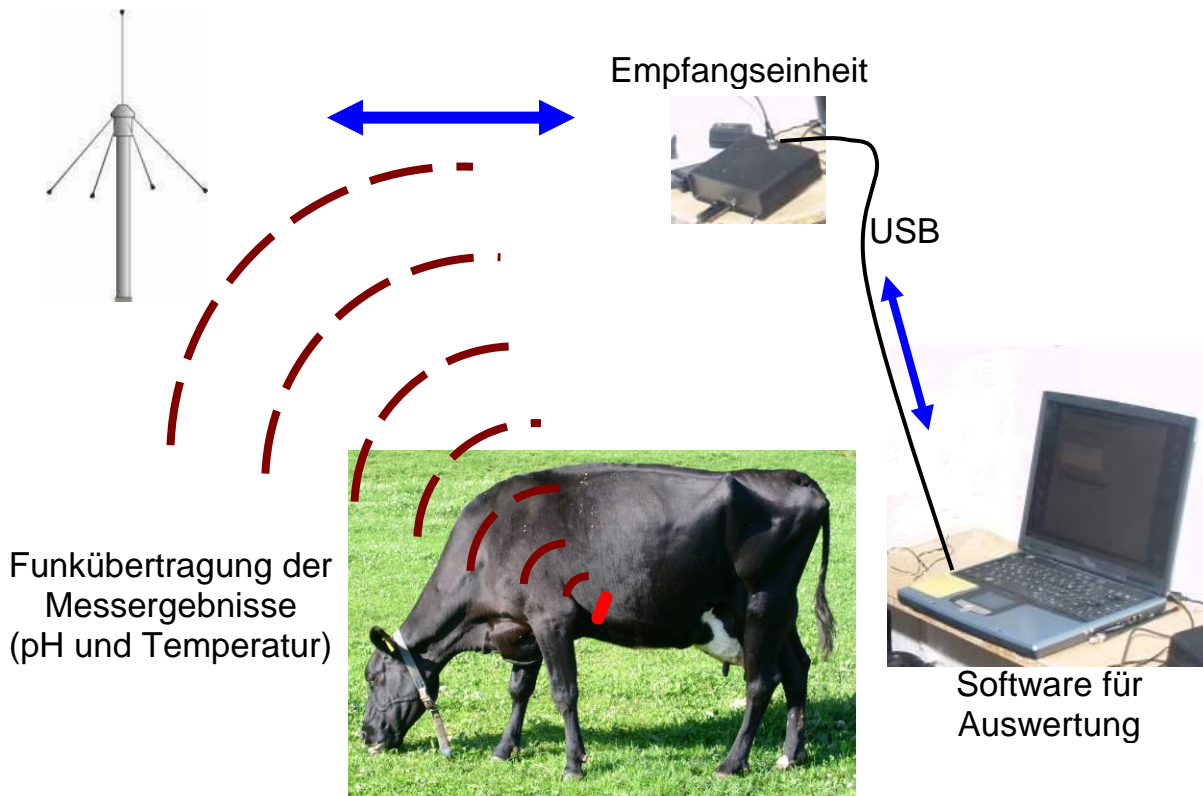 Empfangseinheit
USB
Funkübertragung der
Messergebnisse
(pH und Temperatur)
Software für
Auswertung